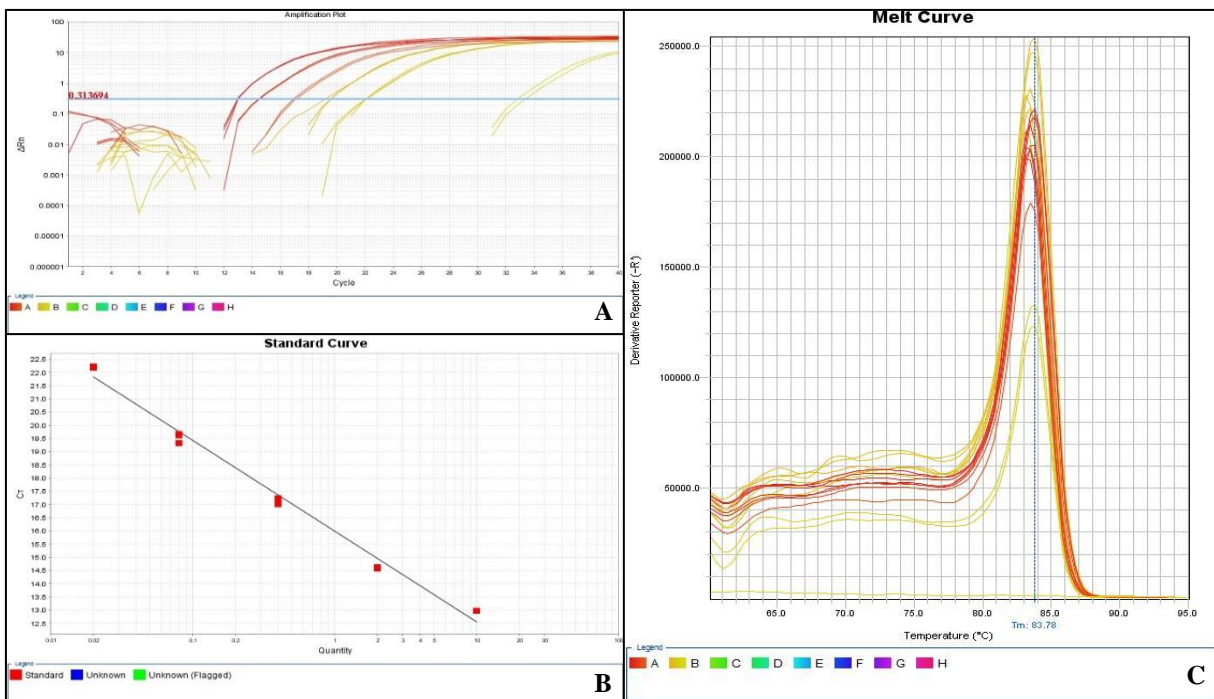 Amplification Plot
100
10
1
0.313694
0.1
0.01
0.001
0.0001
0.00001
0.000001
ΔRn
2 4 6 8 10 12 14 16 18 20 22 24 26 28 30 32 34 36 38 40
Cycle
Legend
A B C D E F G H
A
Standard Curve
22.5
22.0
21.5
21.0
20.5
20.0
19.5
19.0
18.5
18.0
17.5
17.0
16.5
16.0
15.5
15.0
14.5
14.0
13.5
13.0
12.5
Cт
0.01 0.02 0.1 0.2 1 2 3 4 5 10 20 30 100
Quantity
Legend
Standard Unknown Unknown (Flagged)
B
Melt Curve
250000.0
200000.0
150000.0
100000.0
50000.0
Derivative Reporter (-R')
65.0 70.0 75.0 80.0 85.0 90.0 95.0
Tm: 83.78
Temperature (°C)
Legend
A B C D E F G H
C